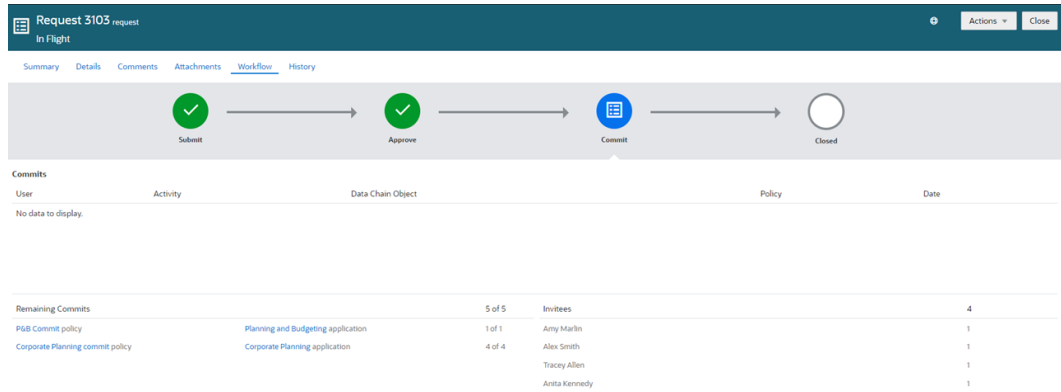 Request 3103 request
In Flight
Actions Close
Summary Details Comments Attachments Workflow History
Submit Approve Commit Closed
Commits
User Activity Data Chain Object Policy Date
No data to display.
Remaining Commits 5 of 5 Invitees 4
P&B Commit policy Planning and Budgeting application 1 of 1 Amy Marlin 1
Corporate Planning commit policy Corporate Planning application 4 of 4 Alex Smith 1
Tracey Allen 1
Anita Kennedy 1